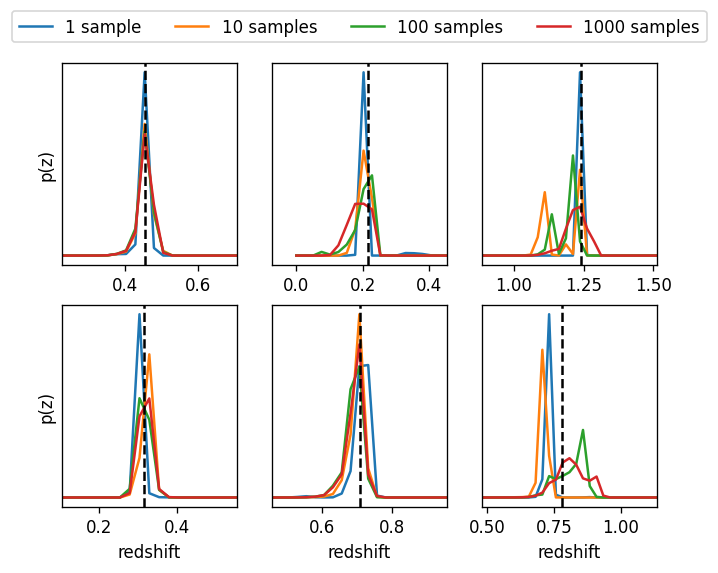 1 sample 10 samples 100 samples 1000 samples
p(z)
0.4 0.6
0.0 0.2 0.4
1.00 1.25 1.50
p(z)
0.2 0.4
0.6 0.8
0.50 0.75 1.00
redshift redshift redshift